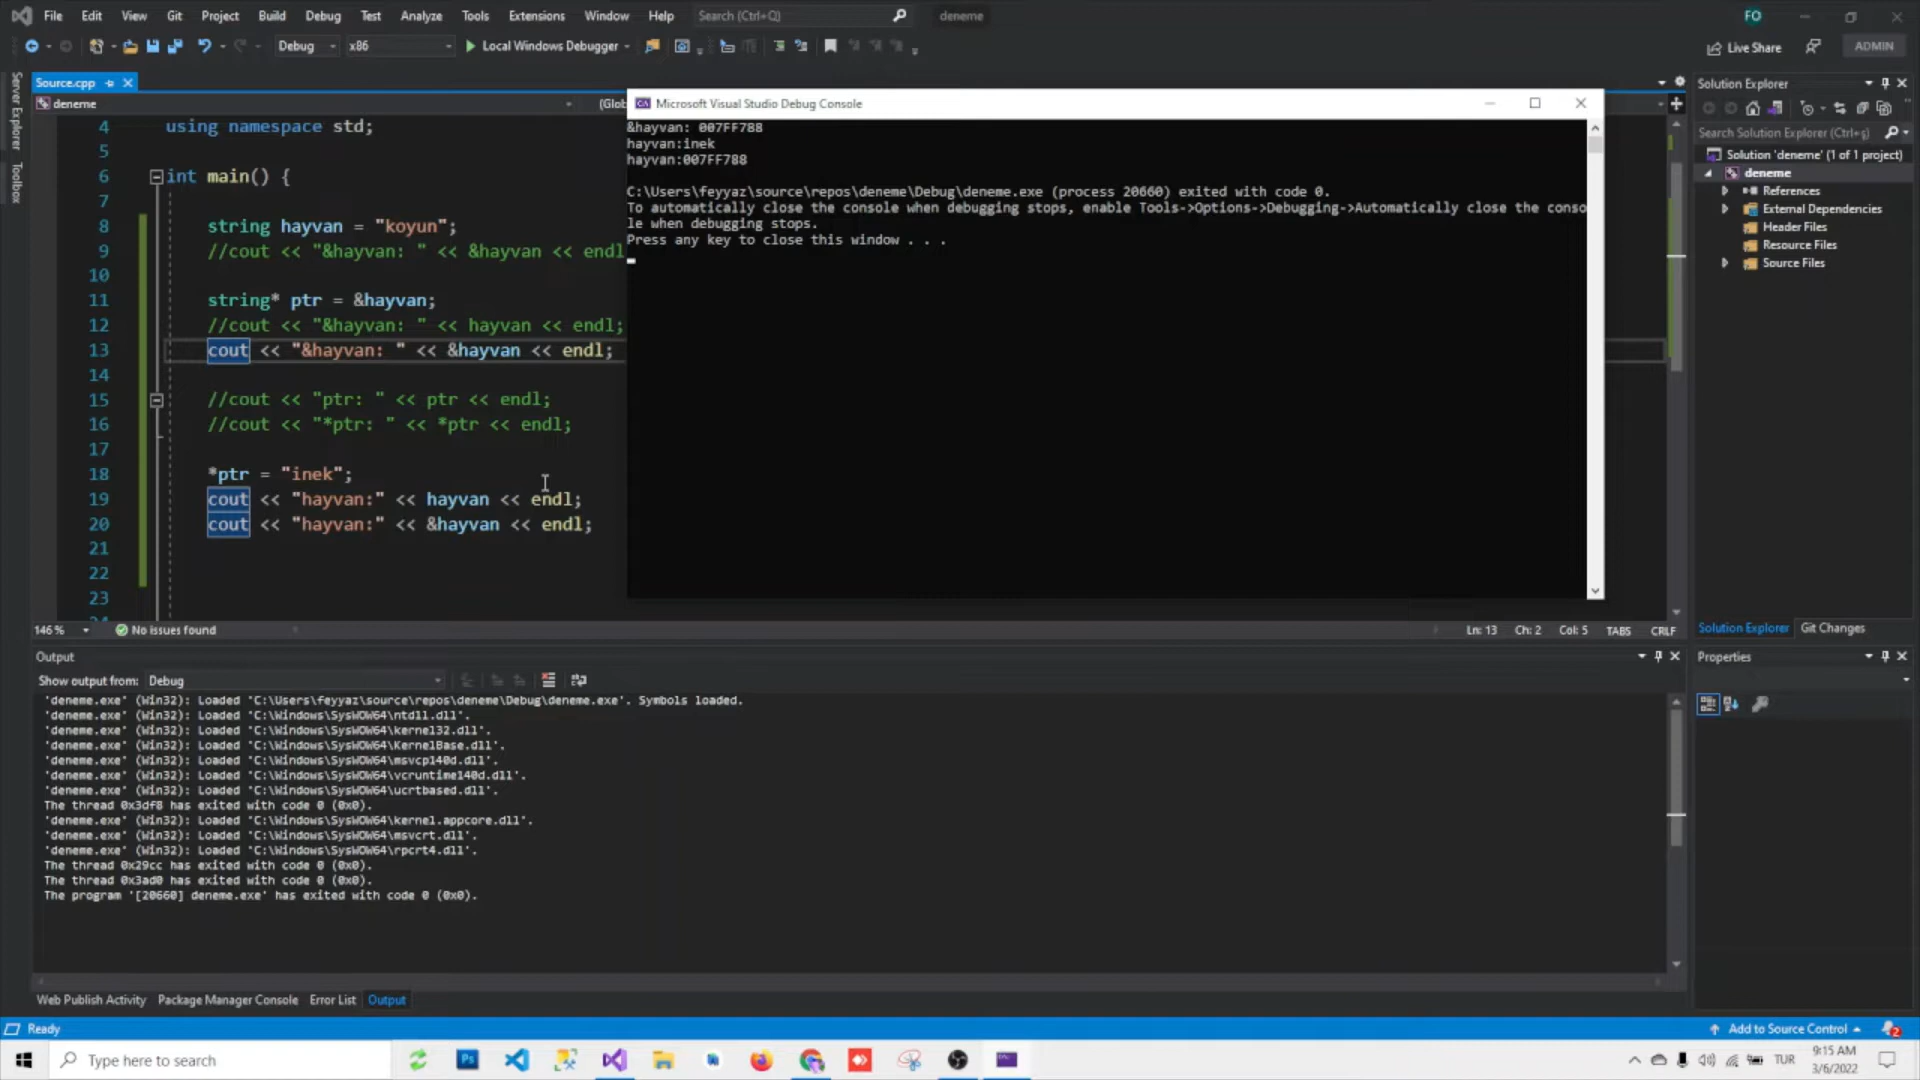 File Edit View Git Project Build Debug Test Analyze Tools Extensions Window Help Search (Ctrl+Q) deneme FO
Debug x86 Local Windows Debugger Live Share ADMIN
Server Explorer
Toolbox
Source.cpp
deneme (Glob
4 using namespace std;
5
6 int main() {
7
8 string hayvan = "koyun";
9 //cout << "&hayvan: " << &hayvan << endl
10
11 string* ptr = &hayvan;
12 //cout << "&hayvan: " << hayvan << endl;
13 cout << "&hayvan: " << &hayvan << endl;
14
15 //cout << "ptr: " << ptr << endl;
16 //cout << "*ptr: " << *ptr << endl;
17
18 *ptr = "inek";
19 cout << "hayvan:" << hayvan << endl;
20 cout << "hayvan:" << &hayvan << endl;
21
22
23
146 % No issues found Ln: 13 Ch: 2 Col: 5 TABS CRLF
Microsoft Visual Studio Debug Console
&hayvan: 007FF788
hayvan:inek
hayvan:007FF788
C:\Users\feyyaz\source\repos\deneme\Debug\deneme.exe (process 20660) exited with code 0.
To automatically close the console when debugging stops, enable Tools->Options->Debugging->Automatically close the conso
le when debugging stops.
Press any key to close this window . . .
Solution Explorer
Search Solution Explorer (Ctrl+ş)
Solution 'deneme' (1 of 1 project)
deneme
References
External Dependencies
Header Files
Resource Files
Source Files
Solution Explorer Git Changes
Properties
Output
Show output from: Debug
'deneme.exe' (Win32): Loaded 'C:\Users\feyyaz\source\repos\deneme\Debug\deneme.exe'. Symbols loaded.
'deneme.exe' (Win32): Loaded 'C:\Windows\SysWOW64\ntdll.dll'.
'deneme.exe' (Win32): Loaded 'C:\Windows\SysWOW64\kernel32.dll'.
'deneme.exe' (Win32): Loaded 'C:\Windows\SysWOW64\KernelBase.dll'.
'deneme.exe' (Win32): Loaded 'C:\Windows\SysWOW64\msvcp140d.dll'.
'deneme.exe' (Win32): Loaded 'C:\Windows\SysWOW64\vcruntime140d.dll'.
'deneme.exe' (Win32): Loaded 'C:\Windows\SysWOW64\ucrtbased.dll'.
The thread 0x3df8 has exited with code 0 (0x0).
'deneme.exe' (Win32): Loaded 'C:\Windows\SysWOW64\kernel.appcore.dll'.
'deneme.exe' (Win32): Loaded 'C:\Windows\SysWOW64\msvcrt.dll'.
'deneme.exe' (Win32): Loaded 'C:\Windows\SysWOW64\rpcrt4.dll'.
The thread 0x29cc has exited with code 0 (0x0).
The thread 0x3ad0 has exited with code 0 (0x0).
The program '[20660] deneme.exe' has exited with code 0 (0x0).
Web Publish Activity Package Manager Console Error List Output
Ready Add to Source Control 2
Type here to search Ps TUR 9:15 AM
3/6/2022